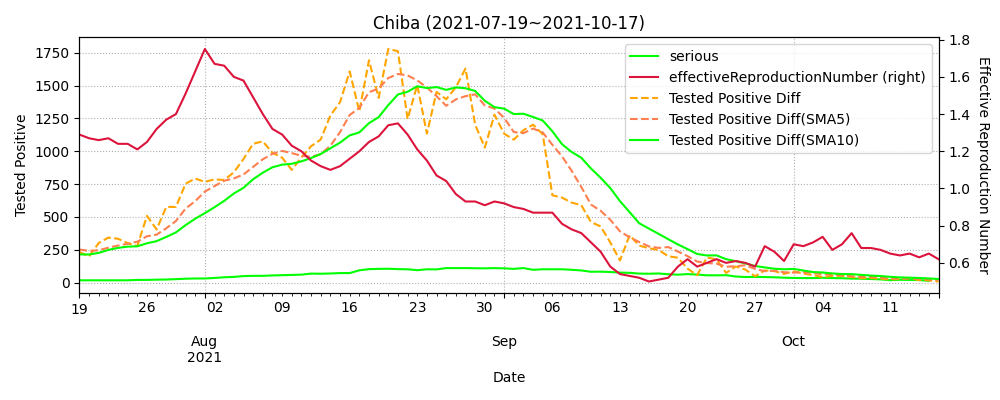 Chiba (2021-07-19~2021-10-17)
serious
effectiveReproductionNumber (right)
Tested Positive Diff
Tested Positive Diff(SMA5)
Tested Positive Diff(SMA10)
Tested Positive
1750
1500
1250
1000
750
500
250
0
1.8
1.6
1.4
1.2
1.0
0.8
0.6
Effective Reproduction Number
19 26 02 09 16 23 30 06 13 20 27 04 11
Aug Sep Oct
2021
Date